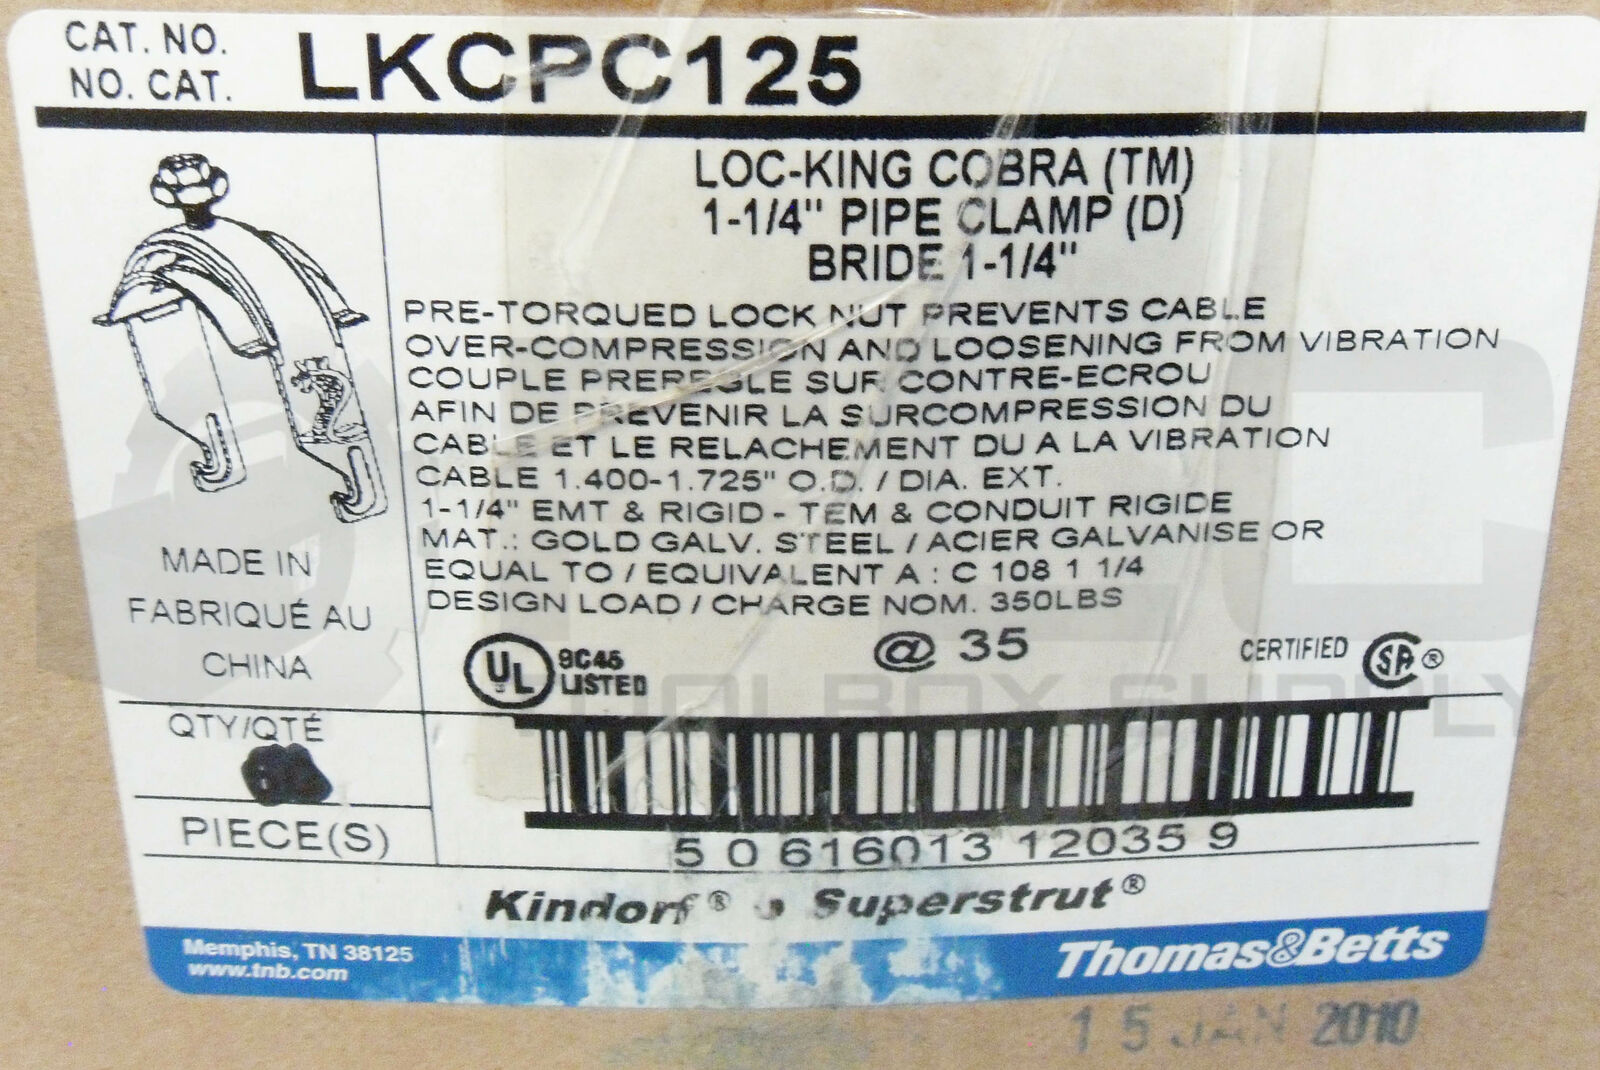 CAT. NO.
NO. CAT.
LKCPC125
LOC-KING COBRA (TM)
1-1/4" PIPE CLAMP (D)
BRIDE 1-1/4"
PRE-TORQUED LOCK NUT PREVENTS CABLE
OVER-COMPRESSION AND LOOSENING FROM VIBRATION
COUPLE PREREGLE SUR CONTRE-ECROU
AFIN DE PREVENIR LA SURCOMPRESSION DU
CABLE ET LE RELACHEMENT DU A LA VIBRATION
CABLE 1.400-1.725" O.D. / DIA. EXT.
1-1/4" EMT & RIGID - TEM & CONDUIT RIGIDE
MAT.: GOLD GALV. STEEL / ACIER GALVANISE OR
EQUAL TO / EQUIVALENT A : C 108 1 1/4
DESIGN LOAD / CHARGE NOM. 350LBS
MADE IN
FABRIQUÉ AU
CHINA
UL
9C45
LISTED
@ 35
CERTIFIED SA ®
TOOLBOX SUPPLY
QTY/QTÉ
PIECE(S)
5 0 616013 12035 9
Kindorf® Superstrut®
Memphis, TN 38125
www.tnb.com
Thomas&Betts
15 JAN 2010